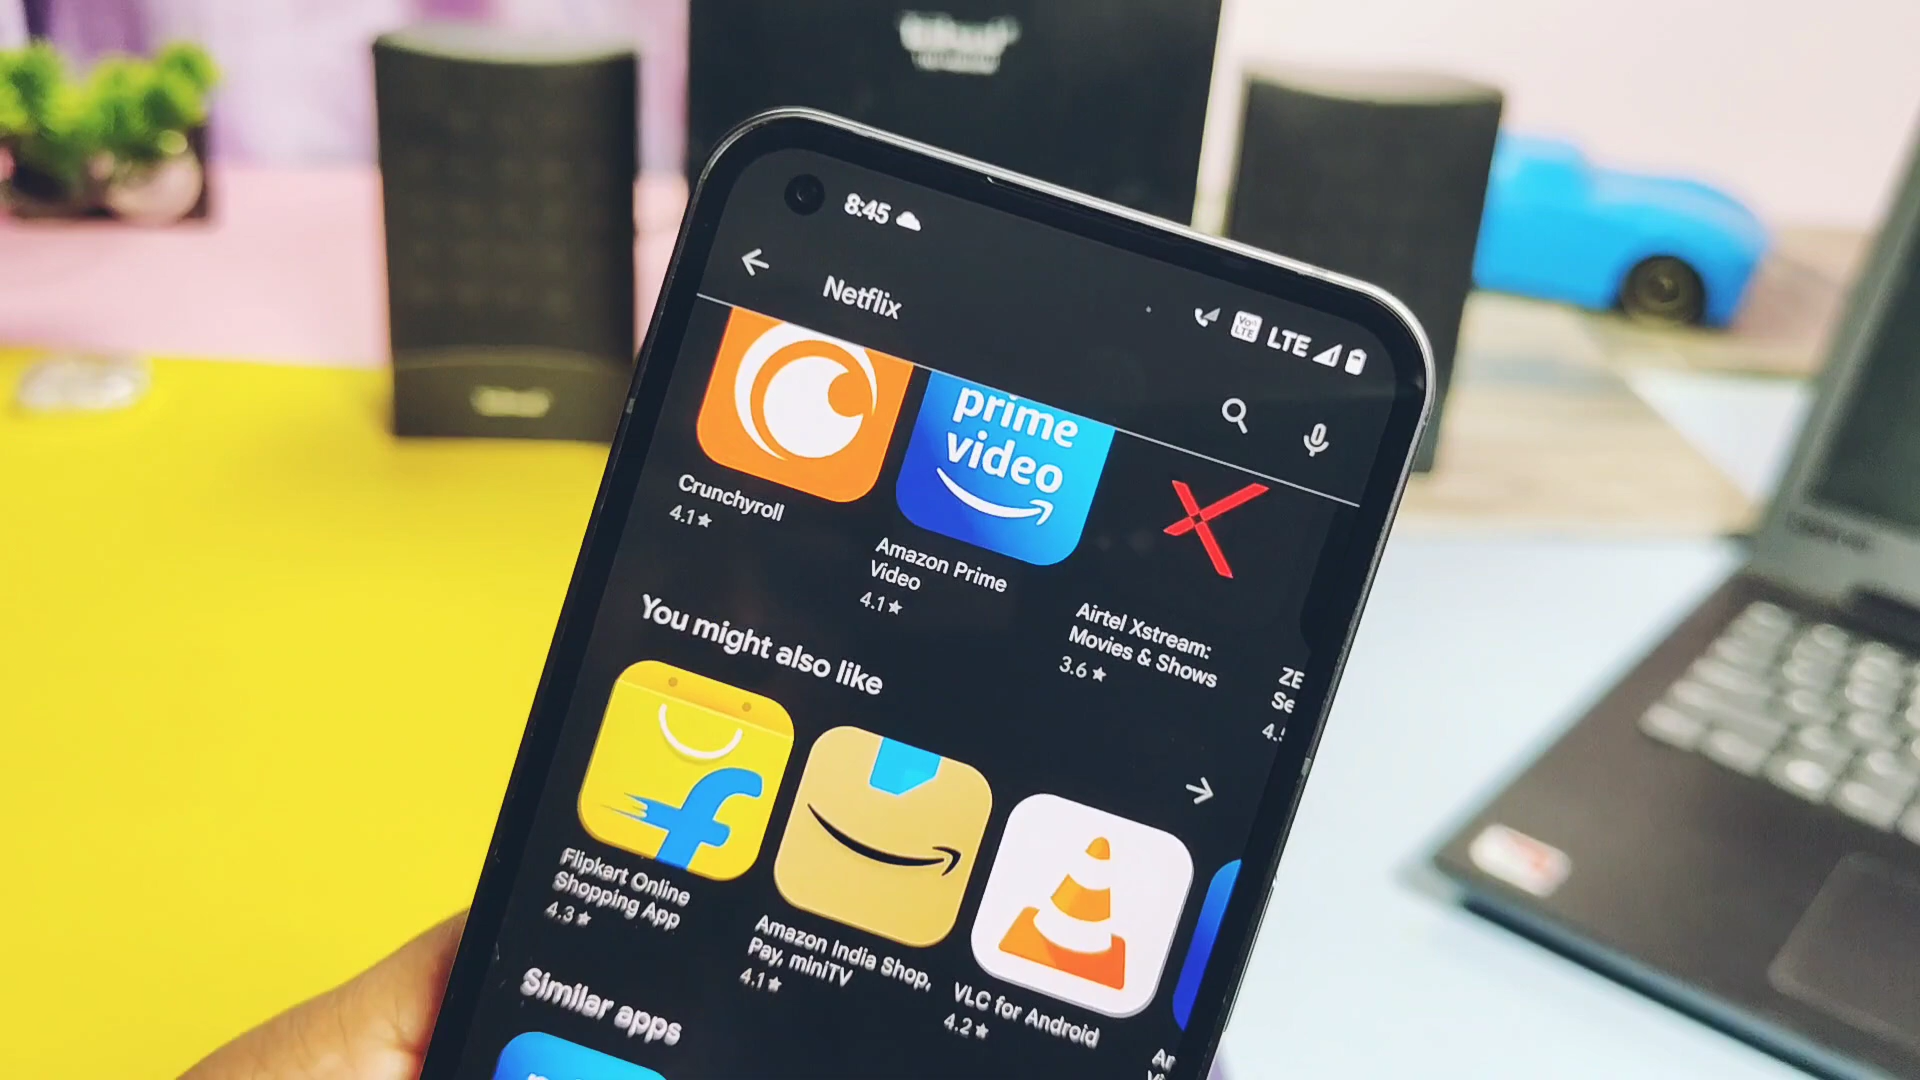 8:45
Vo
LTE
LTE
Netflix
prime
video
Crunchyroll
4.1★
Amazon Prime
Video
4.1★
Airtel Xstream:
Movies & Shows
3.6★
ZE
Se
4.
You might also like
Flipkart Online
Shopping App
4.3★
Amazon India Shop,
Pay, miniTV
4.1★
VLC for Android
4.2★
Similar apps